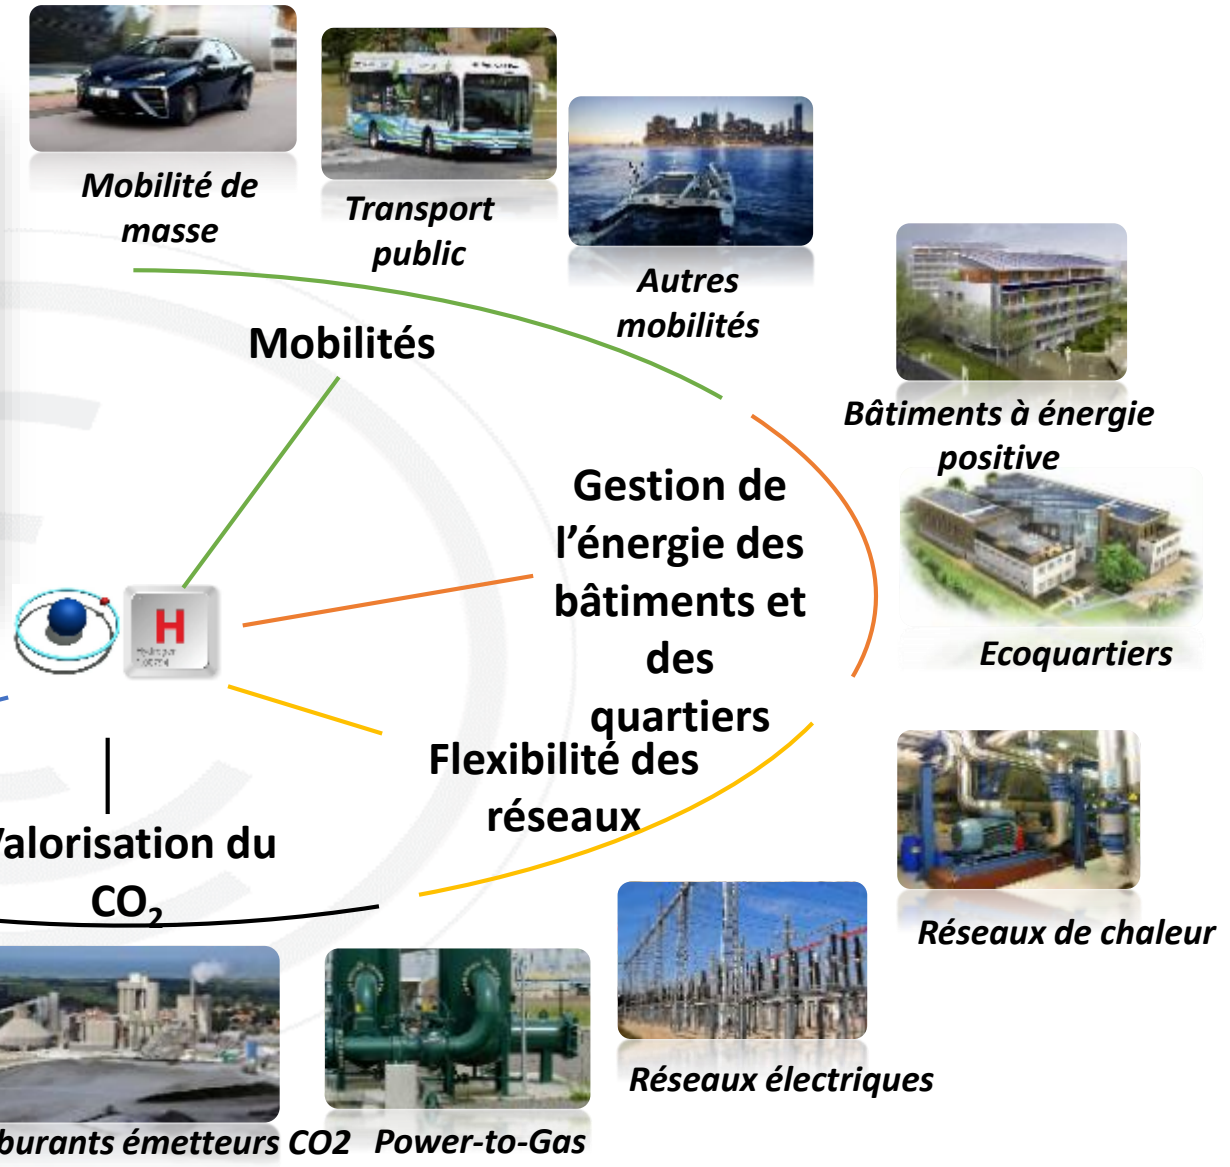 Mobilité de
masse
Transport
public
Autres
mobilités
Mobilités
Bâtiments à énergie
positive
Gestion de
l'énergie des
bâtiments et
des
quartiers
Ecoquartiers
H
Flexibilité des
réseaux
Valorisation du
CO₂
Réseaux de chaleur
Réseaux électriques
burants émetteurs CO2
Power-to-Gas